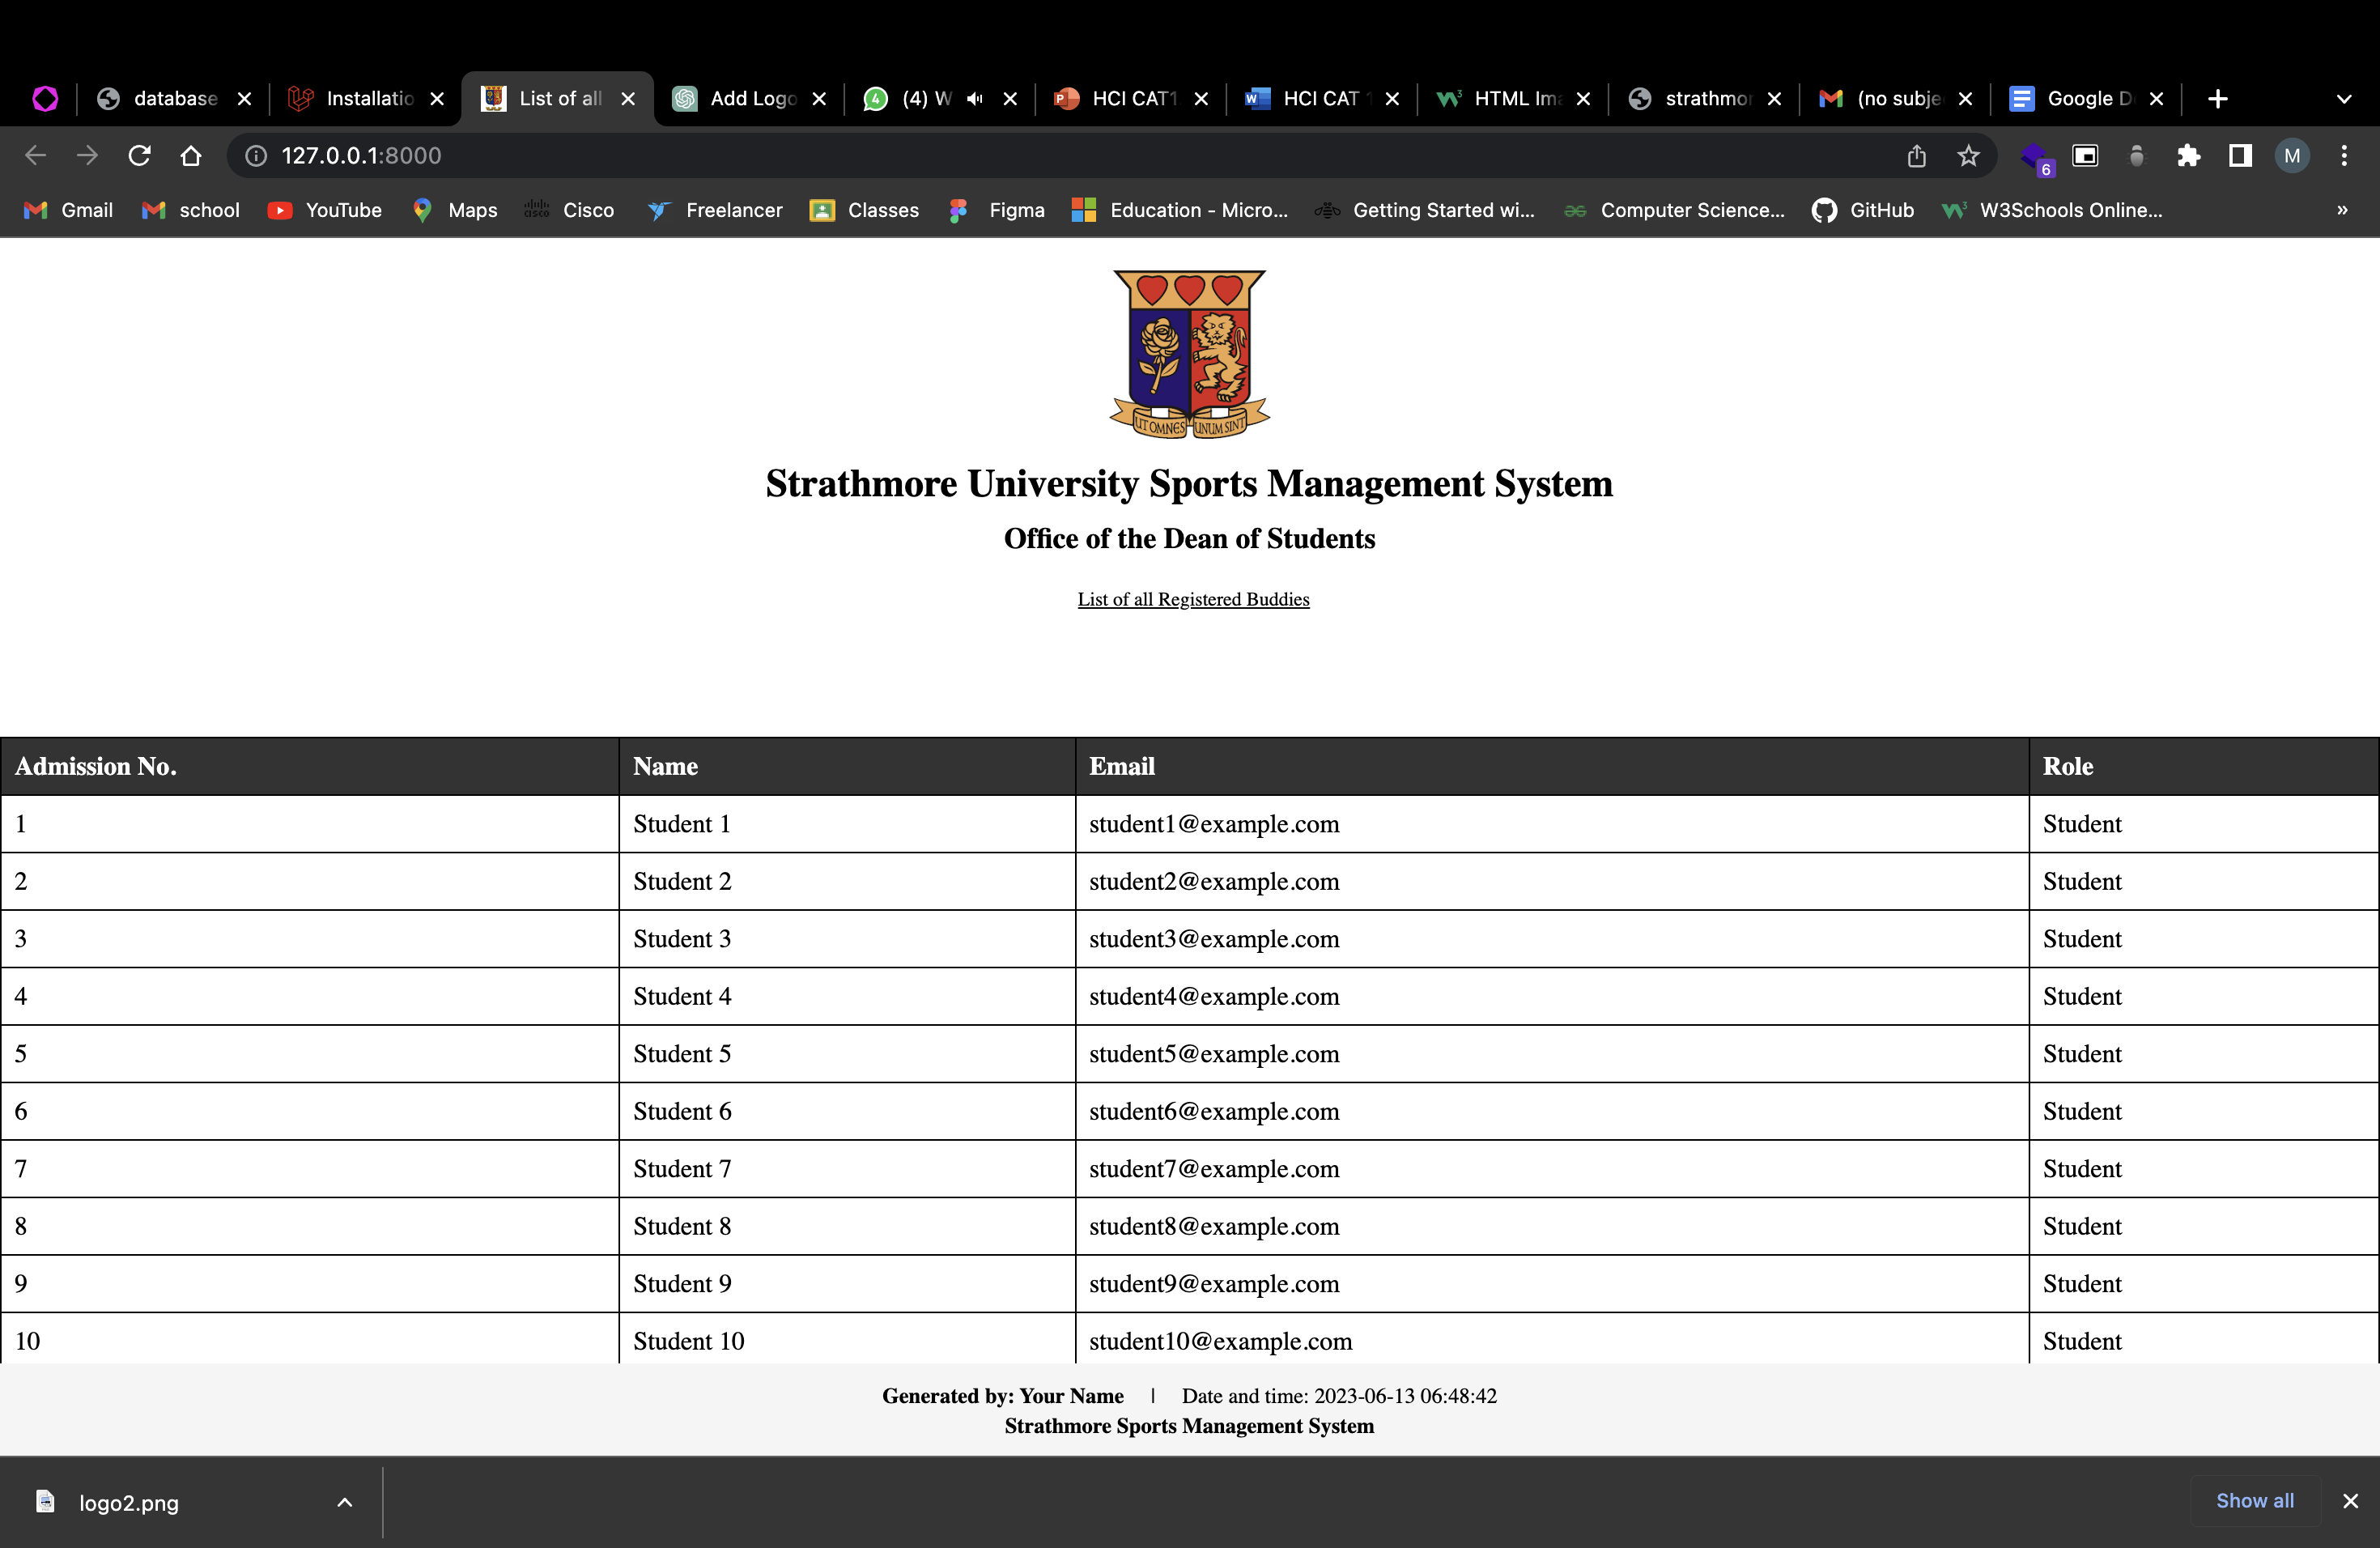 database
Installatio
List of all
Add Logo
4
(4) W
HCI CAT1
HCI CAT 1
HTML Ima
strathmor
(no subje
Google D
127.0.0.1:8000
6
M
Gmail
school
YouTube
Maps
cisco Cisco
Freelancer
Classes
Figma
Education - Micro...
Getting Started wi...
Computer Science...
GitHub
W3Schools Online...
»
UT OMNES UNUM SINT
Strathmore University Sports Management System
Office of the Dean of Students
List of all Registered Buddies
Admission No. Name Email Role
1 Student 1 student1@example.com Student
2 Student 2 student2@example.com Student
3 Student 3 student3@example.com Student
4 Student 4 student4@example.com Student
5 Student 5 student5@example.com Student
6 Student 6 student6@example.com Student
7 Student 7 student7@example.com Student
8 Student 8 student8@example.com Student
9 Student 9 student9@example.com Student
10 Student 10 student10@example.com Student
Generated by: Your Name | Date and time: 2023-06-13 06:48:42
Strathmore Sports Management System
logo2.png
Show all